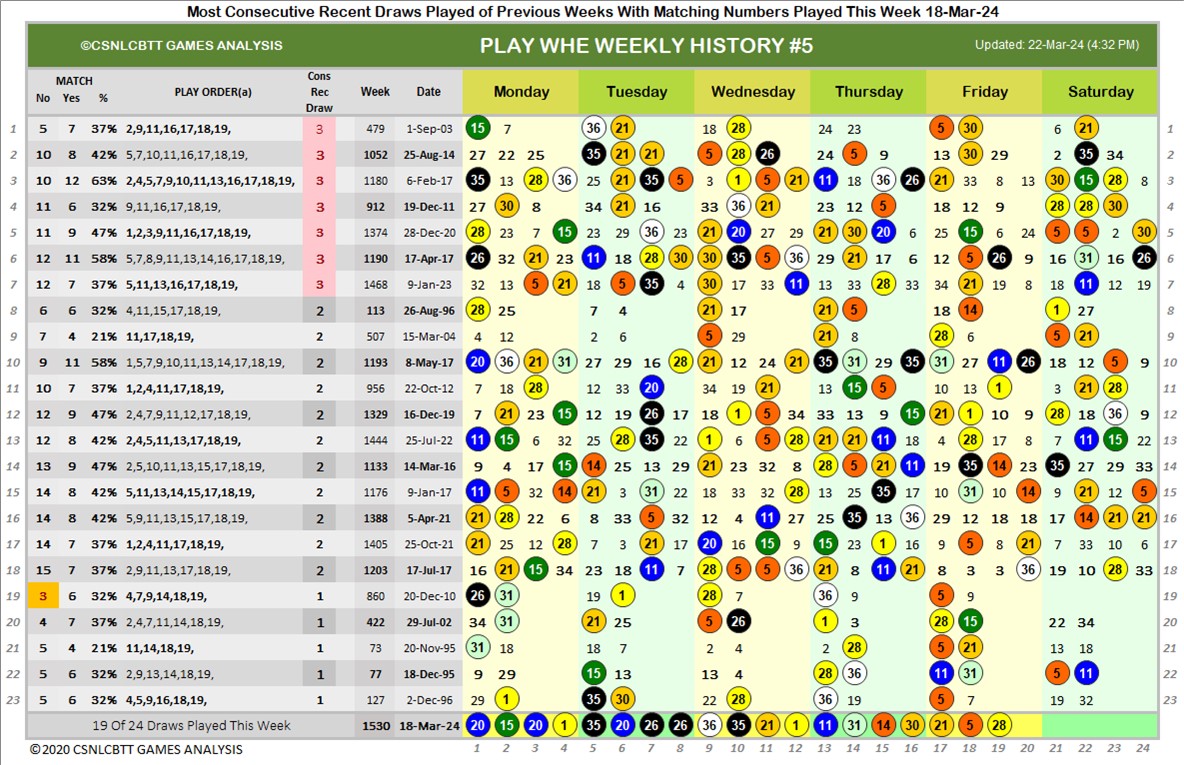 Most Consecutive Recent Draws Played of Previous Weeks With Matching Numbers Played This Week 18-Mar-24
©CSNLCBTT GAMES ANALYSIS PLAY WHE WEEKLY HISTORY #5 Updated: 22-Mar-24 (4:32 PM)
MATCH
No Yes % PLAY ORDER(a) Cons Rec Draw Week Date Monday Tuesday Wednesday Thursday Friday Saturday
1 5 7 37% 2,9,11,16,17,18,19, 3 479 1-Sep-03 15 7 36 21 18 28 24 23 5 30 6 21 1
2 10 8 42% 5,7,10,11,16,17,18,19, 3 1052 25-Aug-14 27 22 25 35 21 21 5 28 26 24 5 9 13 30 29 2 35 34 2
3 10 12 63% 2,4,5,7,9,10,11,13,16,17,18,19, 3 1181 6-Feb-17 35 13 28 36 25 21 35 5 3 1 5 21 11 18 36 26 21 33 8 13 30 15 28 8 3
4 11 6 32% 9,11,16,17,18,19, 3 912 19-Dec-11 27 30 8 34 21 16 33 36 21 23 12 5 18 12 9 28 28 30 4
5 11 9 47% 1,2,3,9,11,16,17,18,19, 3 1374 28-Dec-20 28 23 7 15 23 29 36 23 21 20 27 29 21 30 20 6 25 15 6 24 5 5 2 30 5
6 12 11 58% 5,7,8,9,11,13,14,16,17,18,19, 3 1190 17-Apr-17 26 32 21 23 11 18 28 30 30 35 5 36 29 21 17 6 12 5 26 9 16 31 16 26 6
7 12 7 37% 5,11,13,16,17,18,19, 3 1468 9-Jan-23 32 13 5 21 18 5 35 4 30 17 33 11 13 33 28 33 34 21 19 8 18 11 12 19 7
8 6 6 32% 4,11,15,17,18,19, 2 113 26-Aug-96 28 25 7 4 21 17 21 5 18 14 1 27 8
9 7 4 21% 11,17,18,19, 2 507 15-Mar-04 4 12 2 6 5 29 21 8 28 6 5 21 9
10 9 11 58% 1,5,7,9,10,11,13,14,17,18,19, 2 1193 8-May-17 20 36 21 31 27 29 16 28 21 12 24 21 35 31 29 35 31 27 11 26 18 12 5 9 10
11 10 7 37% 1,2,4,11,17,18,19, 2 956 22-Oct-12 7 18 28 12 33 20 34 19 21 13 15 5 10 13 1 3 21 28 11
12 12 9 47% 2,4,7,9,11,12,17,18,19, 2 1329 16-Dec-19 7 21 23 15 12 19 26 17 18 1 5 34 33 13 9 15 21 1 10 9 28 18 36 9 12
13 12 8 42% 2,4,5,11,13,17,18,19, 2 1444 25-Jul-22 11 15 6 32 25 28 35 22 1 6 5 28 21 21 11 18 4 28 17 8 7 11 15 22 13
14 13 9 47% 2,5,10,11,13,15,17,18,19, 2 1133 14-Mar-16 9 4 17 15 14 25 13 29 21 23 32 8 28 5 21 11 19 35 14 23 35 27 29 33 14
15 14 8 42% 5,11,13,14,15,17,18,19, 2 1176 9-Jan-17 11 5 32 14 21 3 31 22 18 33 32 28 13 25 35 17 10 31 10 14 9 21 12 5 15
16 14 8 42% 5,9,11,13,15,17,18,19, 2 1388 5-Apr-21 21 28 22 6 8 33 5 32 12 4 11 27 25 35 13 36 29 12 18 18 17 14 21 21 16
17 14 7 37% 1,2,4,11,17,18,19, 2 1405 25-Oct-21 21 25 12 28 7 3 21 17 20 16 15 9 15 23 1 16 9 5 8 21 7 33 10 6 17
18 15 7 37% 2,9,11,13,17,18,19, 2 1203 17-Jul-17 16 21 15 34 23 18 11 7 28 5 5 36 21 8 11 21 8 3 3 36 19 10 28 33 18
19 3 6 32% 4,7,9,14,18,19, 1 860 20-Dec-10 26 31 19 1 28 7 36 9 5 9 19
20 4 7 37% 2,4,7,11,14,18,19, 1 422 29-Jul-02 34 31 21 25 5 26 1 3 28 15 22 34 20
21 5 4 21% 11,14,18,19, 1 73 20-Nov-95 31 18 18 7 2 4 2 28 5 21 13 18 21
22 5 6 32% 2,9,13,14,18,19, 1 77 18-Dec-95 9 29 15 13 13 4 28 36 11 31 5 11 22
23 5 6 32% 4,5,9,16,18,19, 1 127 2-Dec-96 29 1 35 30 22 28 36 19 5 7 19 32 23
19 Of 24 Draws Played This Week 1530 18-Mar-24 20 15 20 1 35 20 26 26 36 35 21 1 11 31 14 30 21 5 28
© 2020 CSNLCBTT GAMES ANALYSIS 1 2 3 4 5 6 7 8 9 10 11 12 13 14 15 16 17 18 19 20 21 22 23 24